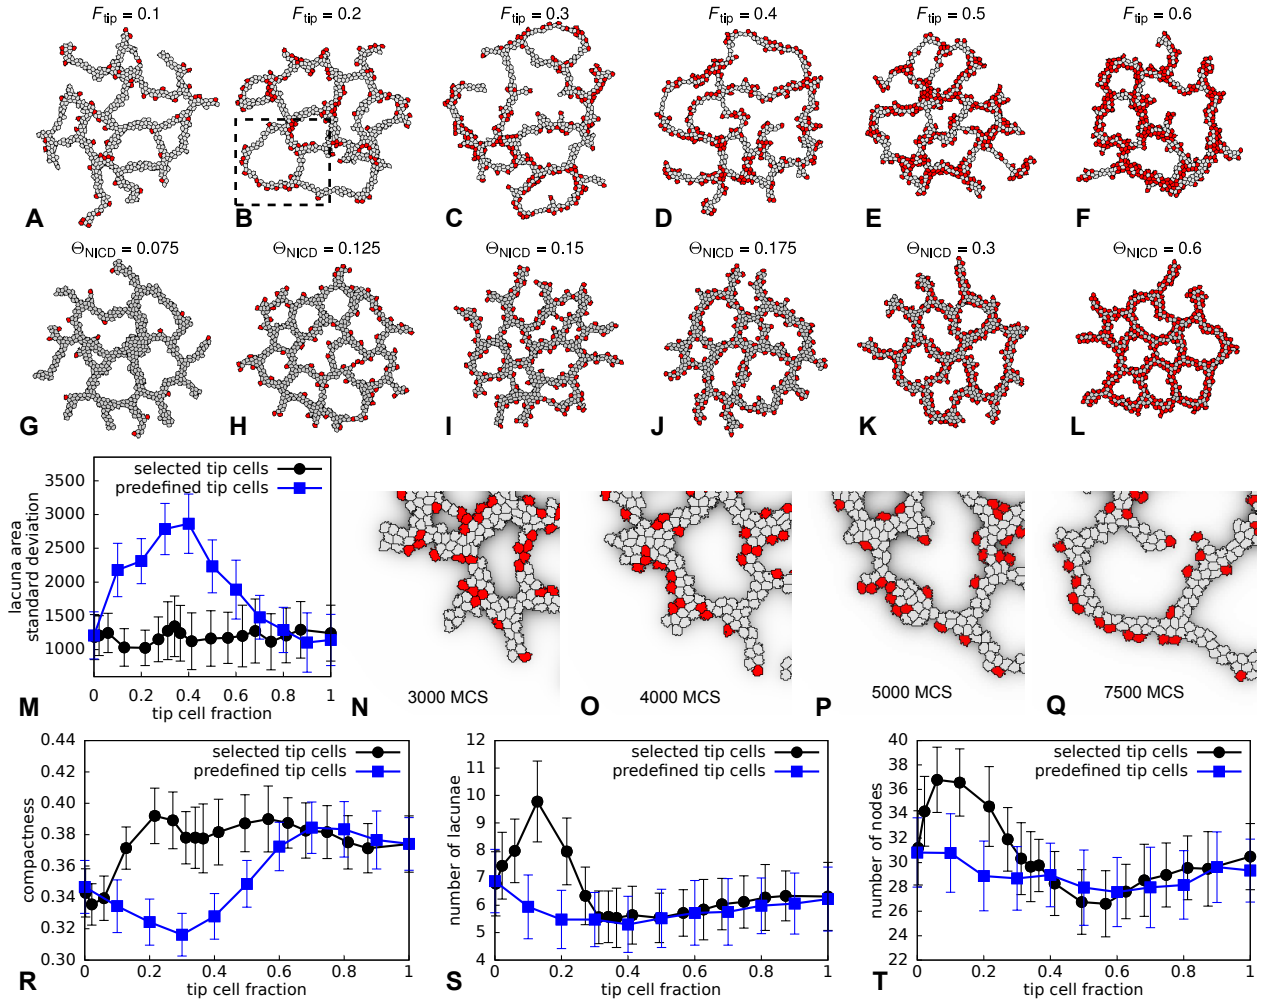 F_tip = 0.1
F_tip = 0.2
F_tip = 0.3
F_tip = 0.4
F_tip = 0.5
F_tip = 0.6
A
B
C
D
E
F
Θ_NICD = 0.075
Θ_NICD = 0.125
Θ_NICD = 0.15
Θ_NICD = 0.175
Θ_NICD = 0.3
Θ_NICD = 0.6
G
H
I
J
K
L
selected tip cells
predefined tip cells
lacuna area
standard deviation
3500
3000
2500
2000
1500
1000
0 0.2 0.4 0.6 0.8 1
tip cell fraction
M
3000 MCS
N
4000 MCS
O
5000 MCS
P
7500 MCS
Q
selected tip cells
predefined tip cells
compactness
0.44
0.42
0.40
0.38
0.36
0.34
0.32
0.30
0 0.2 0.4 0.6 0.8 1
tip cell fraction
R
selected tip cells
predefined tip cells
number of lacunae
12
11
10
9
8
7
6
5
4
0 0.2 0.4 0.6 0.8 1
tip cell fraction
S
selected tip cells
predefined tip cells
number of nodes
40
38
36
34
32
30
28
26
24
22
0 0.2 0.4 0.6 0.8 1
tip cell fraction
T